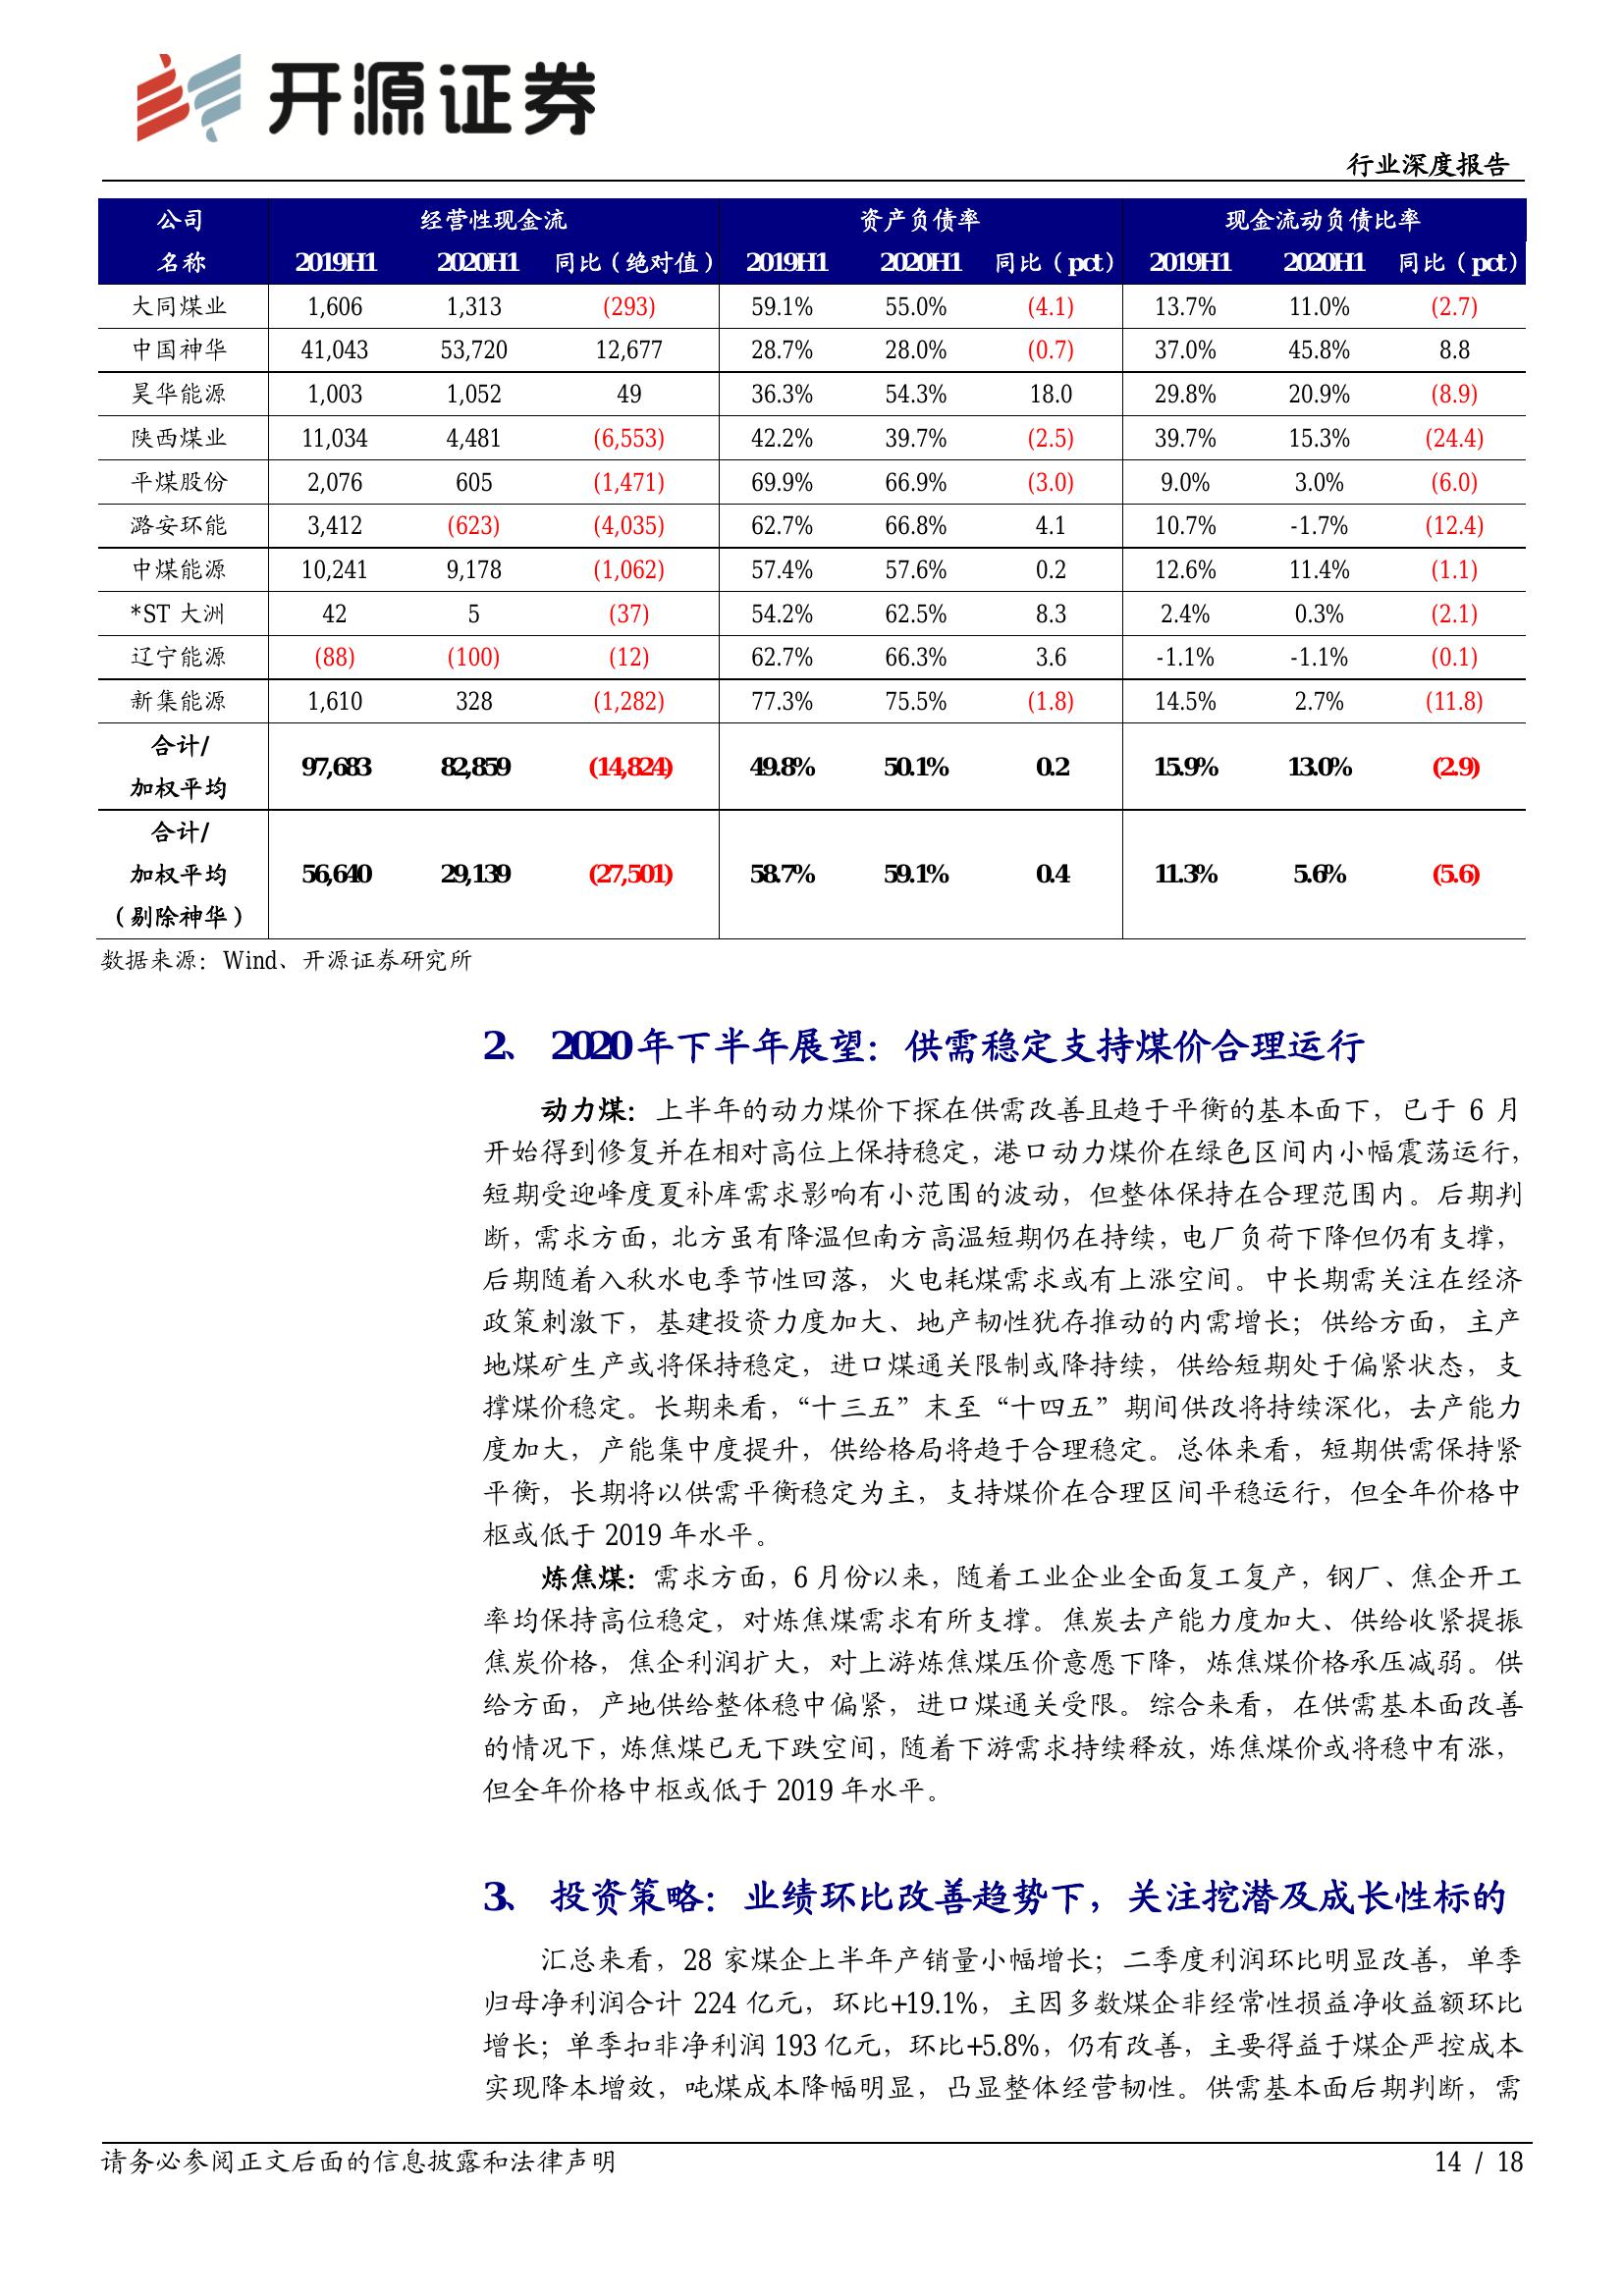 开源证券
行业深度报告
公司 经营性现金流 资产负债率 现金流动负债比率
名称 2019H1 2020H1 同比（绝对值） 2019H1 2020H1 同比（pct） 2019H1 2020H1 同比（pct）
大同煤业 1,606 1,313 (293) 59.1% 55.0% (4.1) 13.7% 11.0% (2.7)
中国神华 41,043 53,720 12,677 28.7% 28.0% (0.7) 37.0% 45.8% 8.8
昊华能源 1,003 1,052 49 36.3% 54.3% 18.0 29.8% 20.9% (8.9)
陕西煤业 11,034 4,481 (6,553) 42.2% 39.7% (2.5) 39.7% 15.3% (24.4)
平煤股份 2,076 605 (1,471) 69.9% 66.9% (3.0) 9.0% 3.0% (6.0)
潞安环能 3,412 (623) (4,035) 62.7% 66.8% 4.1 10.7% -1.7% (12.4)
中煤能源 10,241 9,178 (1,062) 57.4% 57.6% 0.2 12.6% 11.4% (1.1)
*ST 大洲 42 5 (37) 54.2% 62.5% 8.3 2.4% 0.3% (2.1)
辽宁能源 (88) (100) (12) 62.7% 66.3% 3.6 -1.1% -1.1% (0.1)
新集能源 1,610 328 (1,282) 77.3% 75.5% (1.8) 14.5% 2.7% (11.8)
合计/
加权平均 97,683 82,859 (14,824) 49.8% 50.1% 0.2 15.9% 13.0% (2.9)
合计/
加权平均 56,640 29,139 (27,501) 58.7% 59.1% 0.4 11.3% 5.6% (5.6)
（剔除神华）
数据来源：Wind、开源证券研究所
2、 2020年下半年展望：供需稳定支持煤价合理运行
动力煤：上半年的动力煤价下探在供需改善且趋于平衡的基本面下，已于 6 月
开始得到修复并在相对高位上保持稳定，港口动力煤价在绿色区间内小幅震荡运行，
短期受迎峰度夏补库需求影响有小范围的波动，但整体保持在合理范围内。后期判
断，需求方面，北方虽有降温但南方高温短期仍在持续，电厂负荷下降但仍有支撑，
后期随着入秋水电季节性回落，火电耗煤需求或有上涨空间。中长期需关注在经济
政策刺激下，基建投资力度加大、地产韧性犹存推动的内需增长；供给方面，主产
地煤矿生产或将保持稳定，进口煤通关限制或降持续，供给短期处于偏紧状态，支
撑煤价稳定。长期来看，“十三五”末至“十四五”期间供改将持续深化，去产能力
度加大，产能集中度提升，供给格局将趋于合理稳定。总体来看，短期供需保持紧
平衡，长期将以供需平衡稳定为主，支持煤价在合理区间平稳运行，但全年价格中
枢或低于 2019 年水平。
炼焦煤：需求方面，6 月份以来，随着工业企业全面复工复产，钢厂、焦企开工
率均保持高位稳定，对炼焦煤需求有所支撑。焦炭去产能力度加大、供给收紧提振
焦炭价格，焦企利润扩大，对上游炼焦煤压价意愿下降，炼焦煤价格承压减弱。供
给方面，产地供给整体稳中偏紧，进口煤通关受限。综合来看，在供需基本面改善
的情况下，炼焦煤已无下跌空间，随着下游需求持续释放，炼焦煤价或将稳中有涨，
但全年价格中枢或低于 2019 年水平。
3、 投资策略：业绩环比改善趋势下，关注挖潜及成长性标的
汇总来看，28 家煤企上半年产销量小幅增长；二季度利润环比明显改善，单季
归母净利润合计 224 亿元，环比+19.1%，主因多数煤企非经常性损益净收益额环比
增长；单季扣非净利润 193 亿元，环比+5.8%，仍有改善，主要得益于煤企严控成本
实现降本增效，吨煤成本降幅明显，凸显整体经营韧性。供需基本面后期判断，需
请务必参阅正文后面的信息披露和法律声明 14 / 18